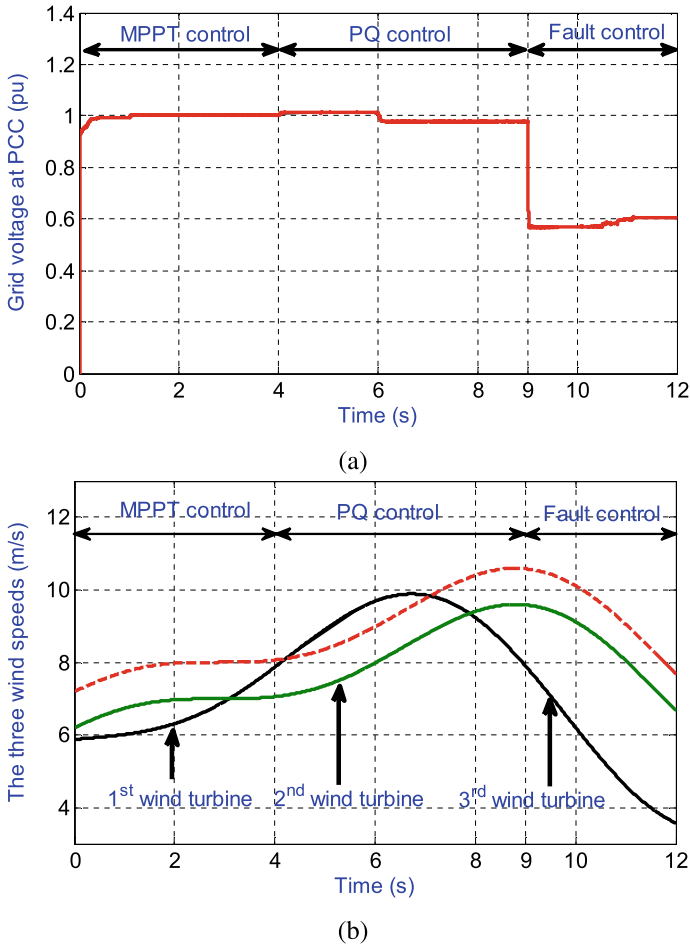 MPPT control PQ control Fault control
1.4
1.2
1
0.8
0.6
0.4
0.2
0
Grid voltage at PCC (pu)
0 2 4 6 8 9 10 12
Time (s)
(a)
MPPT control PQ control Fault control
12
10
8
6
4
The three wind speeds (m/s)
1st wind turbine 2nd wind turbine 3rd wind turbine
0 2 4 6 8 9 10 12
Time (s)
(b)